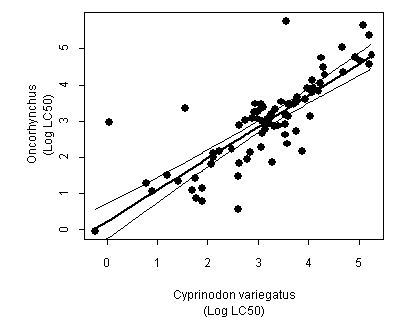 Oncorhynchus
(Log LC50)
5
4
3
2
1
0
0 1 2 3 4 5
Cyprinodon variegatus
(Log LC50)